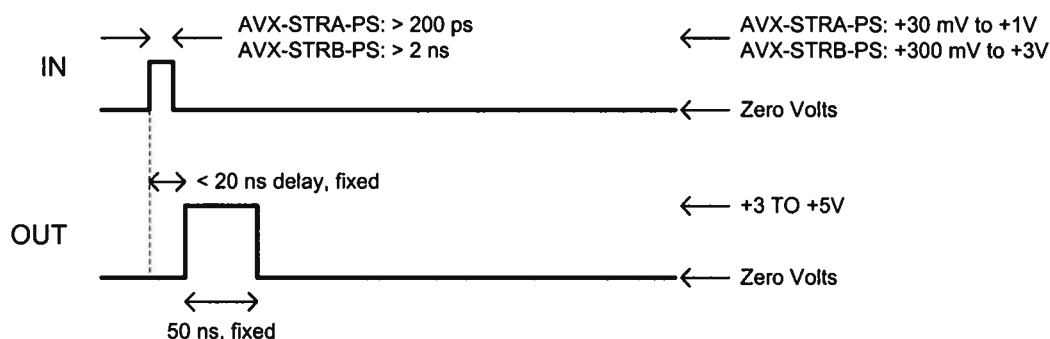 AVX-STRA-PS: > 200 ps
AVX-STRB-PS: > 2 ns
AVX-STRA-PS: +30 mV to +1V
AVX-STRB-PS: +300 mV to +3V
IN
Zero Volts
< 20 ns delay, fixed
+3 TO +5V
OUT
Zero Volts
50 ns, fixed